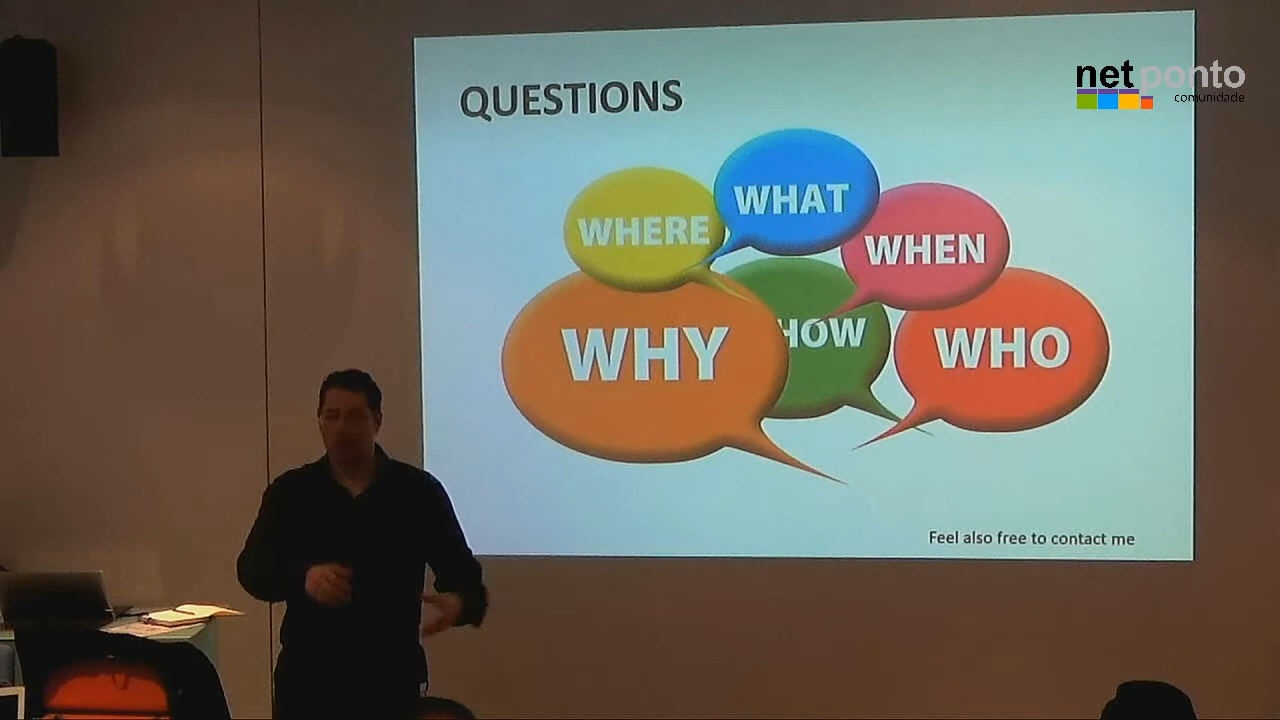 netponto
comunidade
QUESTIONS
WHAT
WHERE
WHEN
WHY
HOW
WHO
Feel also free to contact me